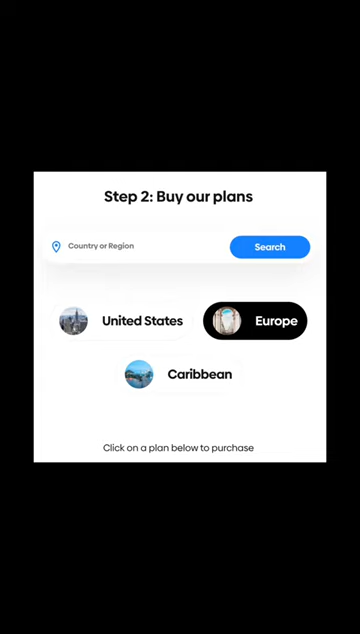 Step 2: Buy our plans
Country or Region
Search
United States
Europe
Caribbean
Click on a plan below to purchase